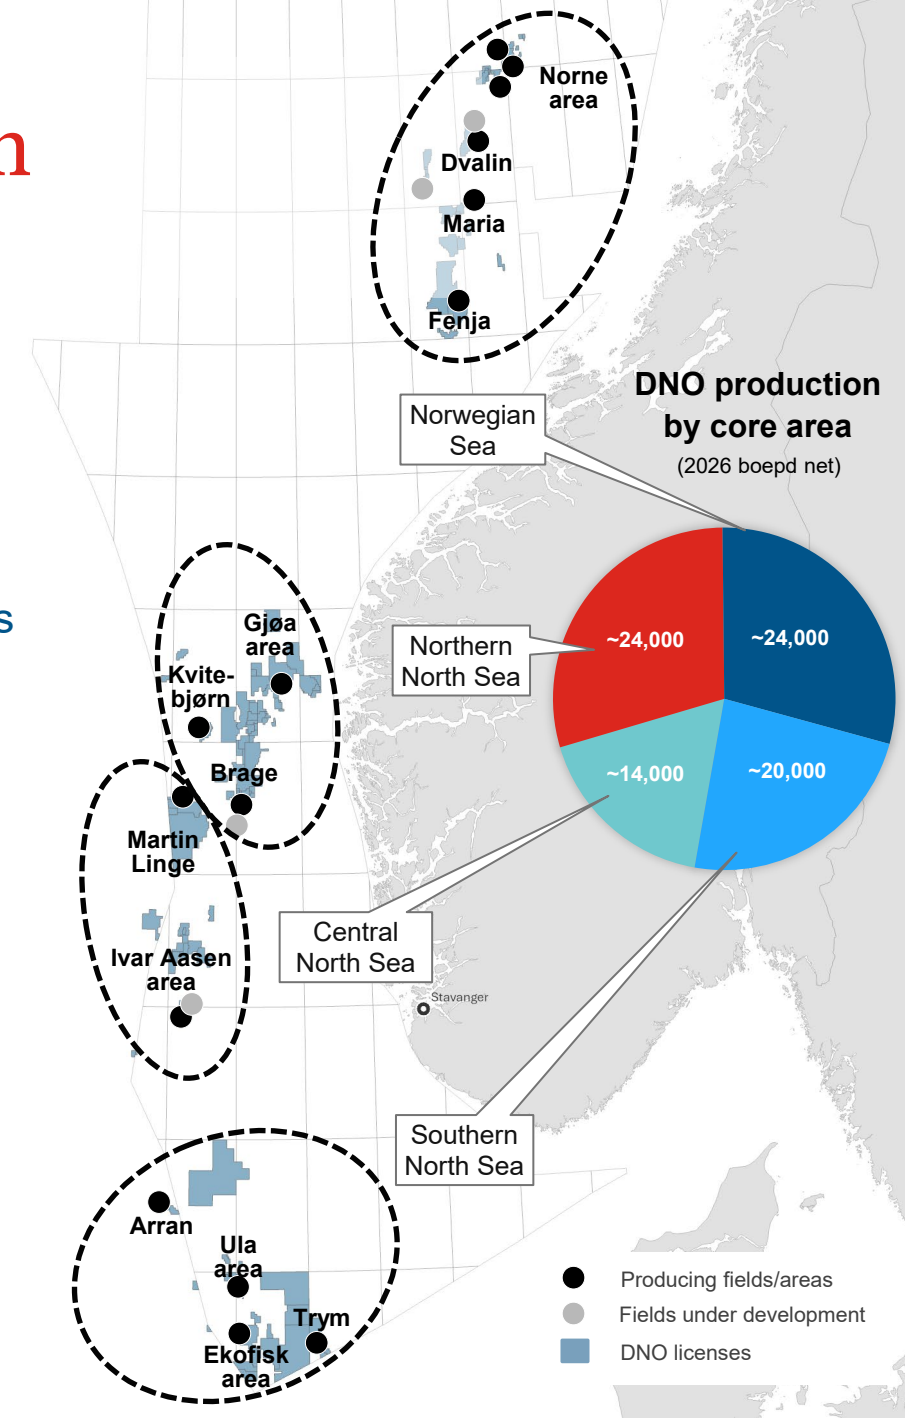 n
s
Norne
area
Dvalin
Maria
Fenja
DNO production
by core area
(2026 boepd net)
Norwegian
Sea
Northern
North Sea
~24,000
~24,000
~14,000
~20,000
Gjøa
area
Kvite-
bjørn
Brage
Martin
Linge
Ivar Aasen
area
Central
North Sea
Stavanger
Southern
North Sea
Arran
Ula
area
Trym
Ekofisk
area
Producing fields/areas
Fields under development
DNO licenses